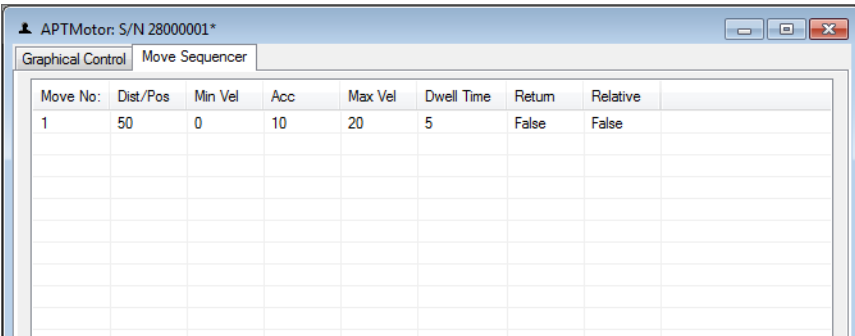 APTMotor: S/N 28000001*
Graphical Control Move Sequencer
Move No: Dist/Pos Min Vel Acc Max Vel Dwell Time Return Relative
1 50 0 10 20 5 False False